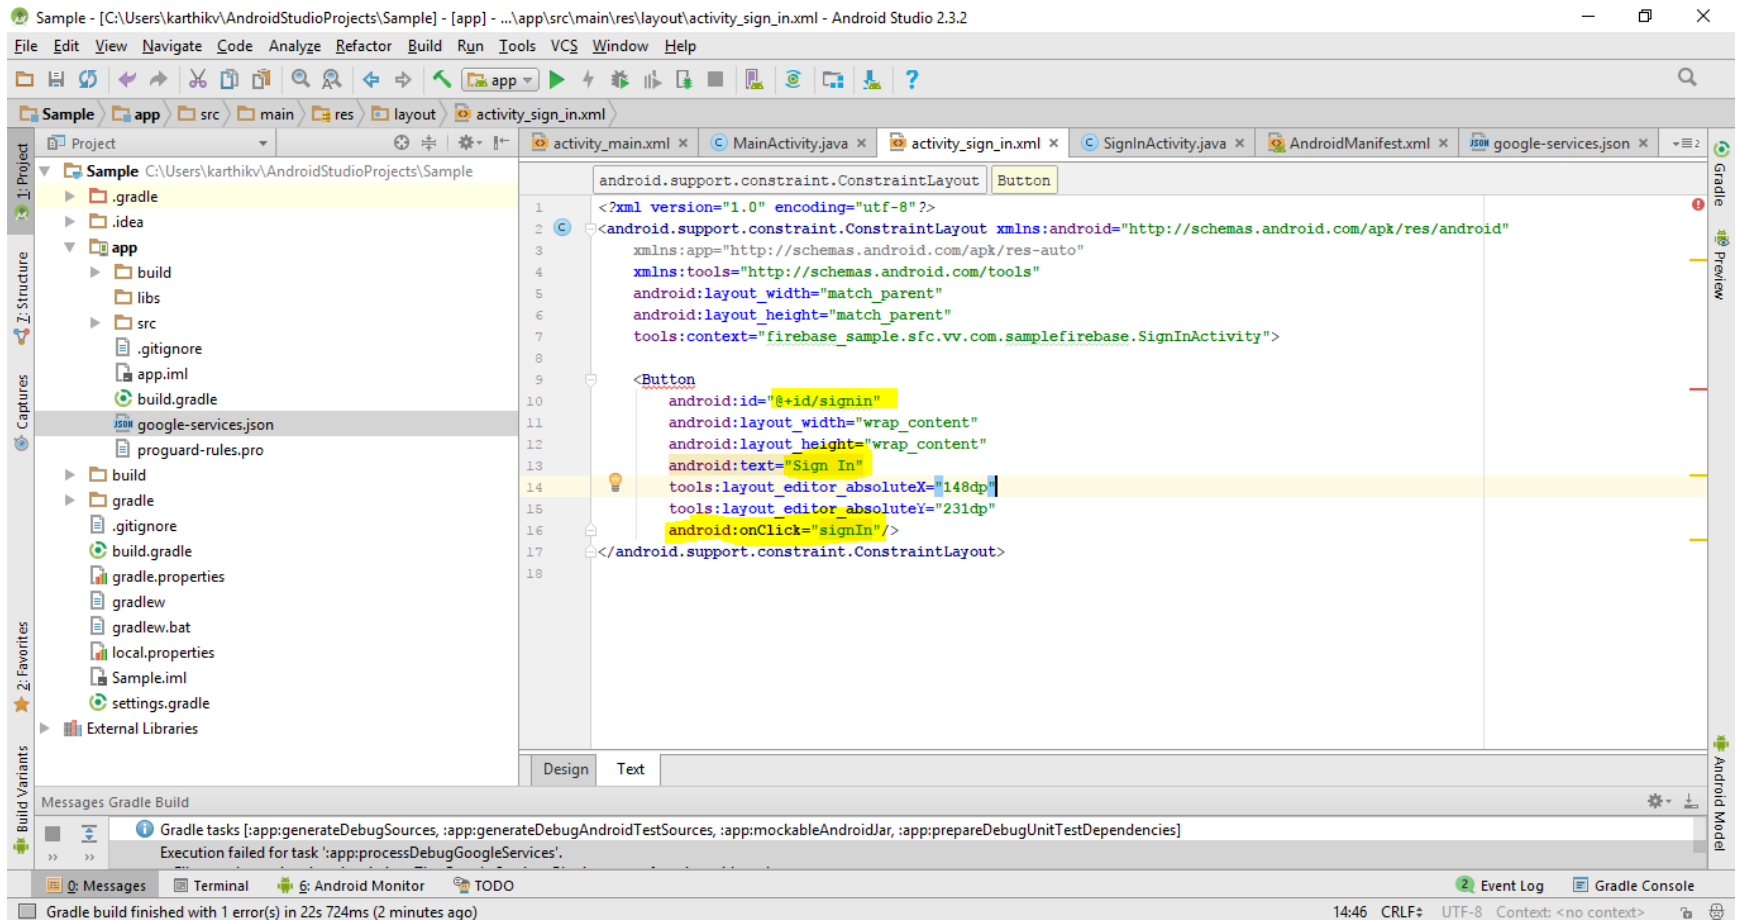 Sample - [C:\Users\karthikv\AndroidStudioProjects\Sample] - [app] - ...\app\src\main\res\layout\activity_sign_in.xml - Android Studio 2.3.2
File Edit View Navigate Code Analyze Refactor Build Run Tools VCS Window Help
app
Sample app src main res layout activity_sign_in.xml
Project
activity_main.xml MainActivity.java activity_sign_in.xml SignInActivity.java AndroidManifest.xml google-services.json
1: Project
7: Structure
Captures
2: Favorites
Build Variants
Sample C:\Users\karthikv\AndroidStudioProjects\Sample
.gradle
.idea
app
build
libs
src
.gitignore
app.iml
build.gradle
google-services.json
proguard-rules.pro
build
gradle
.gitignore
build.gradle
gradle.properties
gradlew
gradlew.bat
local.properties
Sample.iml
settings.gradle
External Libraries
android.support.constraint.ConstraintLayout Button
1 <?xml version="1.0" encoding="utf-8"?>
2 <android.support.constraint.ConstraintLayout xmlns:android="http://schemas.android.com/apk/res/android"
3 xmlns:app="http://schemas.android.com/apk/res-auto"
4 xmlns:tools="http://schemas.android.com/tools"
5 android:layout_width="match_parent"
6 android:layout_height="match_parent"
7 tools:context="firebase_sample.sfc.vv.com.samplefirebase.SignInActivity">
8
9 <Button
10 android:id="@+id/signin"
11 android:layout_width="wrap_content"
12 android:layout_height="wrap_content"
13 android:text="Sign In"
14 tools:layout_editor_absoluteX="148dp"
15 tools:layout_editor_absoluteY="231dp"
16 android:onClick="signIn"/>
17 </android.support.constraint.ConstraintLayout>
18
Gradle
Preview
Android Model
Design Text
Messages Gradle Build
Gradle tasks [:app:generateDebugSources, :app:generateDebugAndroidTestSources, :app:mockableAndroidJar, :app:prepareDebugUnitTestDependencies]
Execution failed for task ':app:processDebugGoogleServices'.
0: Messages Terminal 6: Android Monitor TODO 2 Event Log Gradle Console
Gradle build finished with 1 error(s) in 22s 724ms (2 minutes ago) 14:46 CRLF UTF-8 Context: <no context>